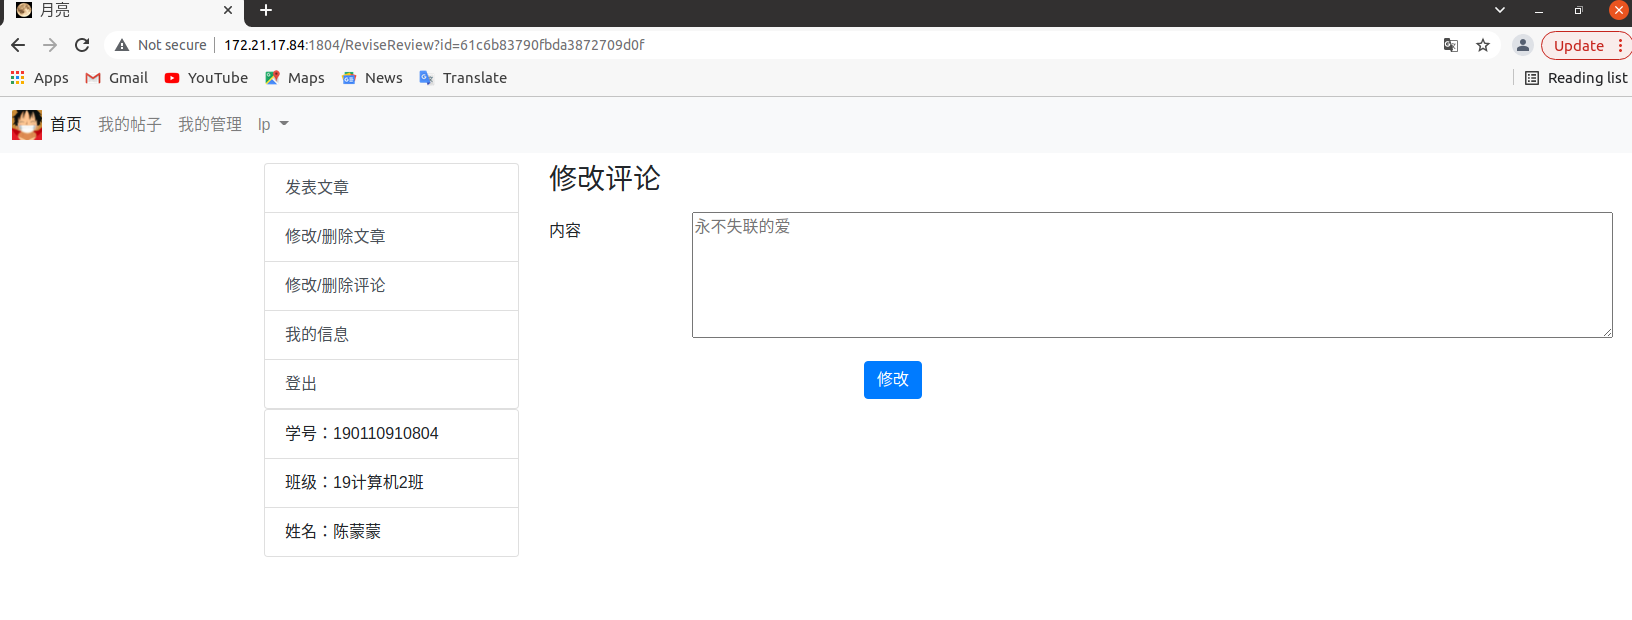 月亮
Not secure 172.21.17.84:1804/ReviseReview?id=61c6b83790fbda3872709d0f Update
Apps Gmail YouTube Maps News Translate Reading list
首页 我的帖子 我的管理 lp
发表文章
修改/删除文章
修改/删除评论
我的信息
登出
学号：190110910804
班级：19计算机2班
姓名：陈蒙蒙
修改评论
内容 永不失联的爱
修改